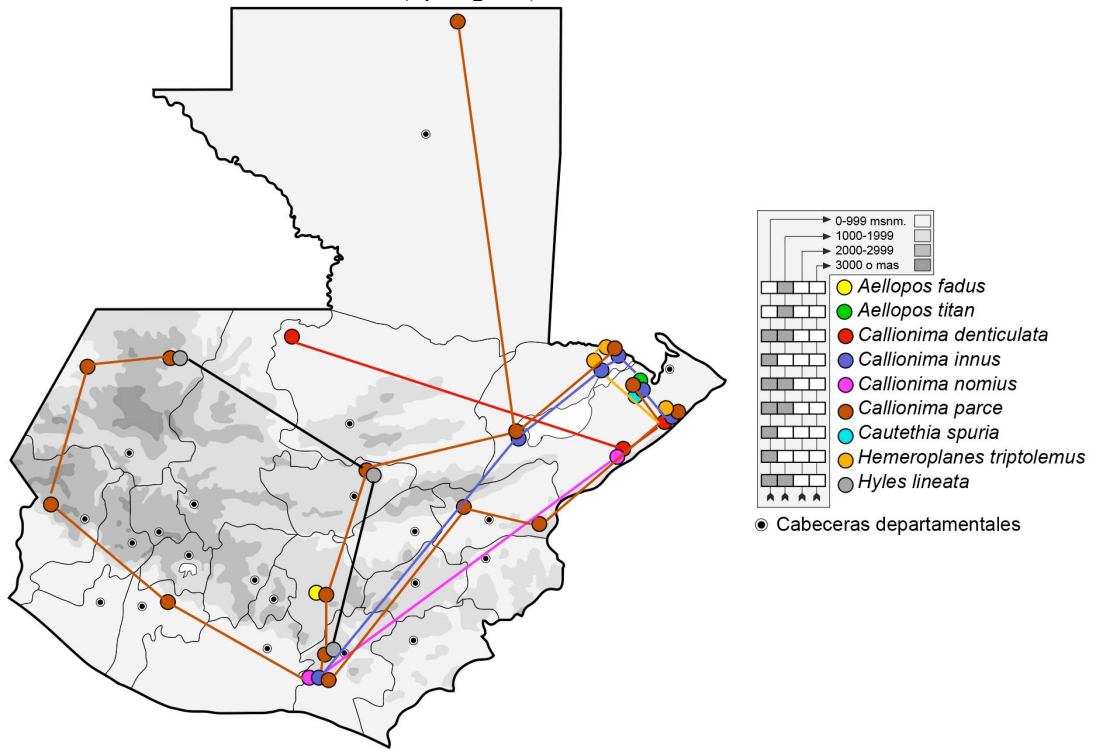 0-999 msnm.
1000-1999
2000-2999
3000 o mas
Aellopos fadus
Aellopos titan
Callionima denticulata
Callionima innus
Callionima nomius
Callionima parce
Cautethia spuria
Hemeroplanes triptolemus
Hyles lineata
Cabeceras departamentales